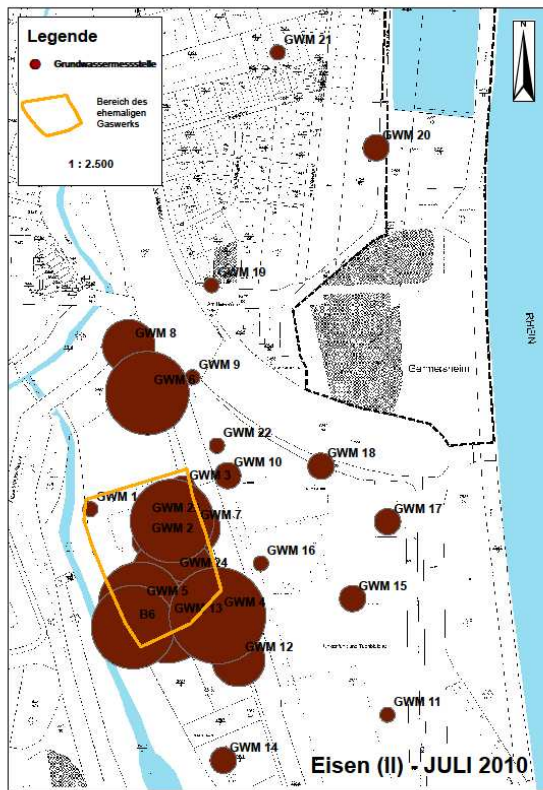 Legende
Grundwassermessstelle
Bereich des
ehemaligen
Gaswerks
1 : 2.500
N
GWM 21
GWM 20
GWM 19
RHEIN
GWM 8
Germersheim
GWM 9
GWM 6
GWM 22
GWM 18
GWM 3
GWM 10
GWM 1
GWM 2
GWM 7
GWM 17
GWM 2
GWM 24
GWM 16
GWM 5
GWM 4
GWM 15
B6
GWM 13
GWM 12
GWM 11
GWM 14
Eisen (II) - JULI 2010